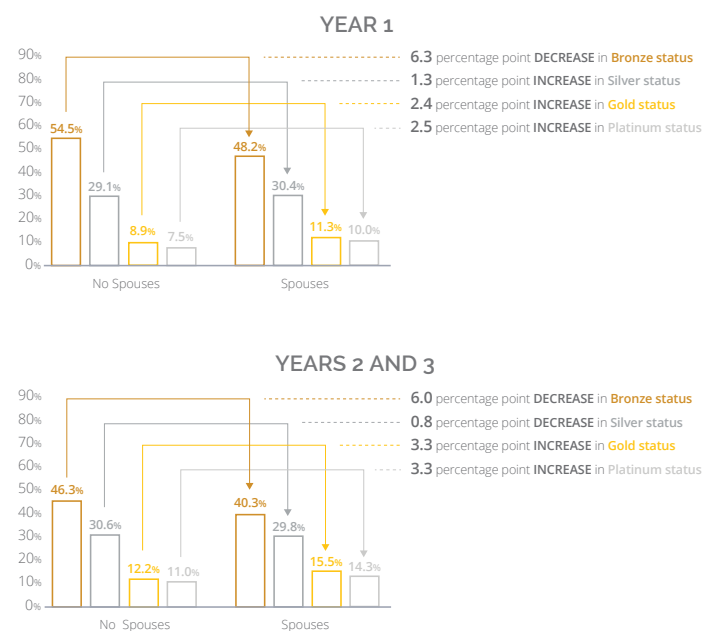 YEAR 1
90%
80%
70%
60%
50%
40%
30%
20%
10%
0%
54.5%
29.1%
8.9%
7.5%
48.2%
30.4%
11.3%
10.0%
No Spouses
Spouses
6.3 percentage point DECREASE in Bronze status
1.3 percentage point INCREASE in Silver status
2.4 percentage point INCREASE in Gold status
2.5 percentage point INCREASE in Platinum status
YEARS 2 AND 3
90%
80%
70%
60%
50%
40%
30%
20%
10%
0%
46.3%
30.6%
12.2%
11.0%
40.3%
29.8%
15.5%
14.3%
No Spouses
Spouses
6.0 percentage point DECREASE in Bronze status
0.8 percentage point DECREASE in Silver status
3.3 percentage point INCREASE in Gold status
3.3 percentage point INCREASE in Platinum status